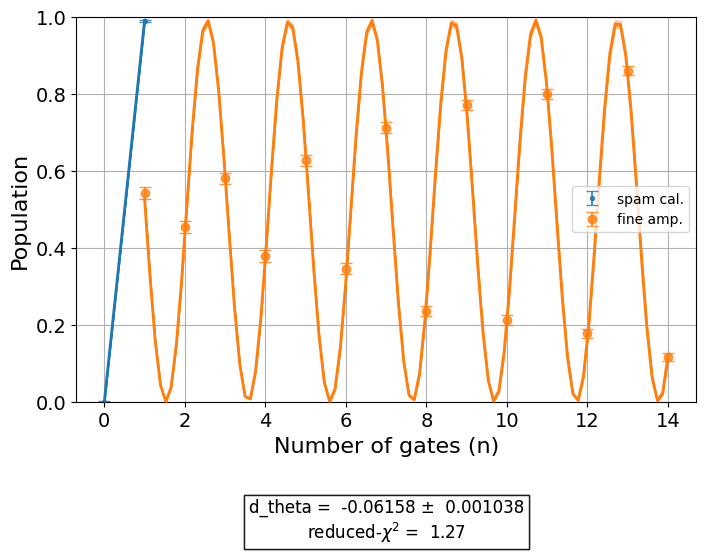 1.0
0.8
0.6
0.4
0.2
0.0
Population
spam cal.
fine amp.
0 2 4 6 8 10 12 14
Number of gates (n)
d_theta = -0.06158 ± 0.001038
reduced-χ² = 1.27